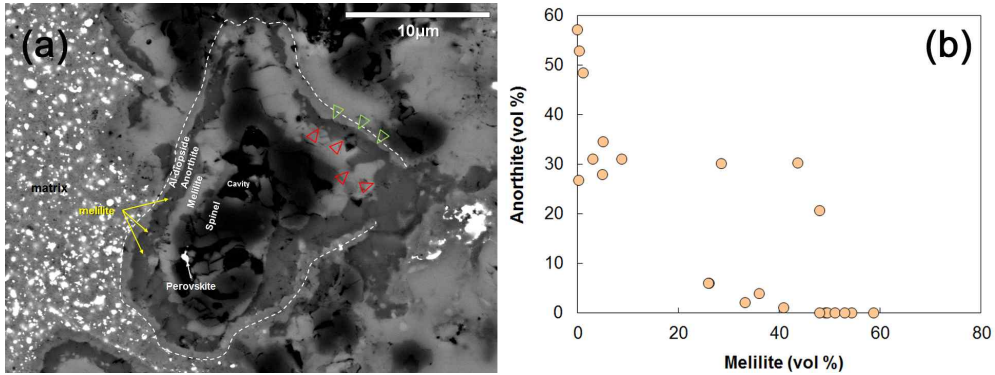 (a)
10µm
matrix
melilite
Al-diopside
Anorthite
Melilite
Spinel
Cavity
Perovskite
(b)
Anorthite (vol %)
60
50
40
30
20
10
0
0 20 40 60 80
Melilite (vol %)